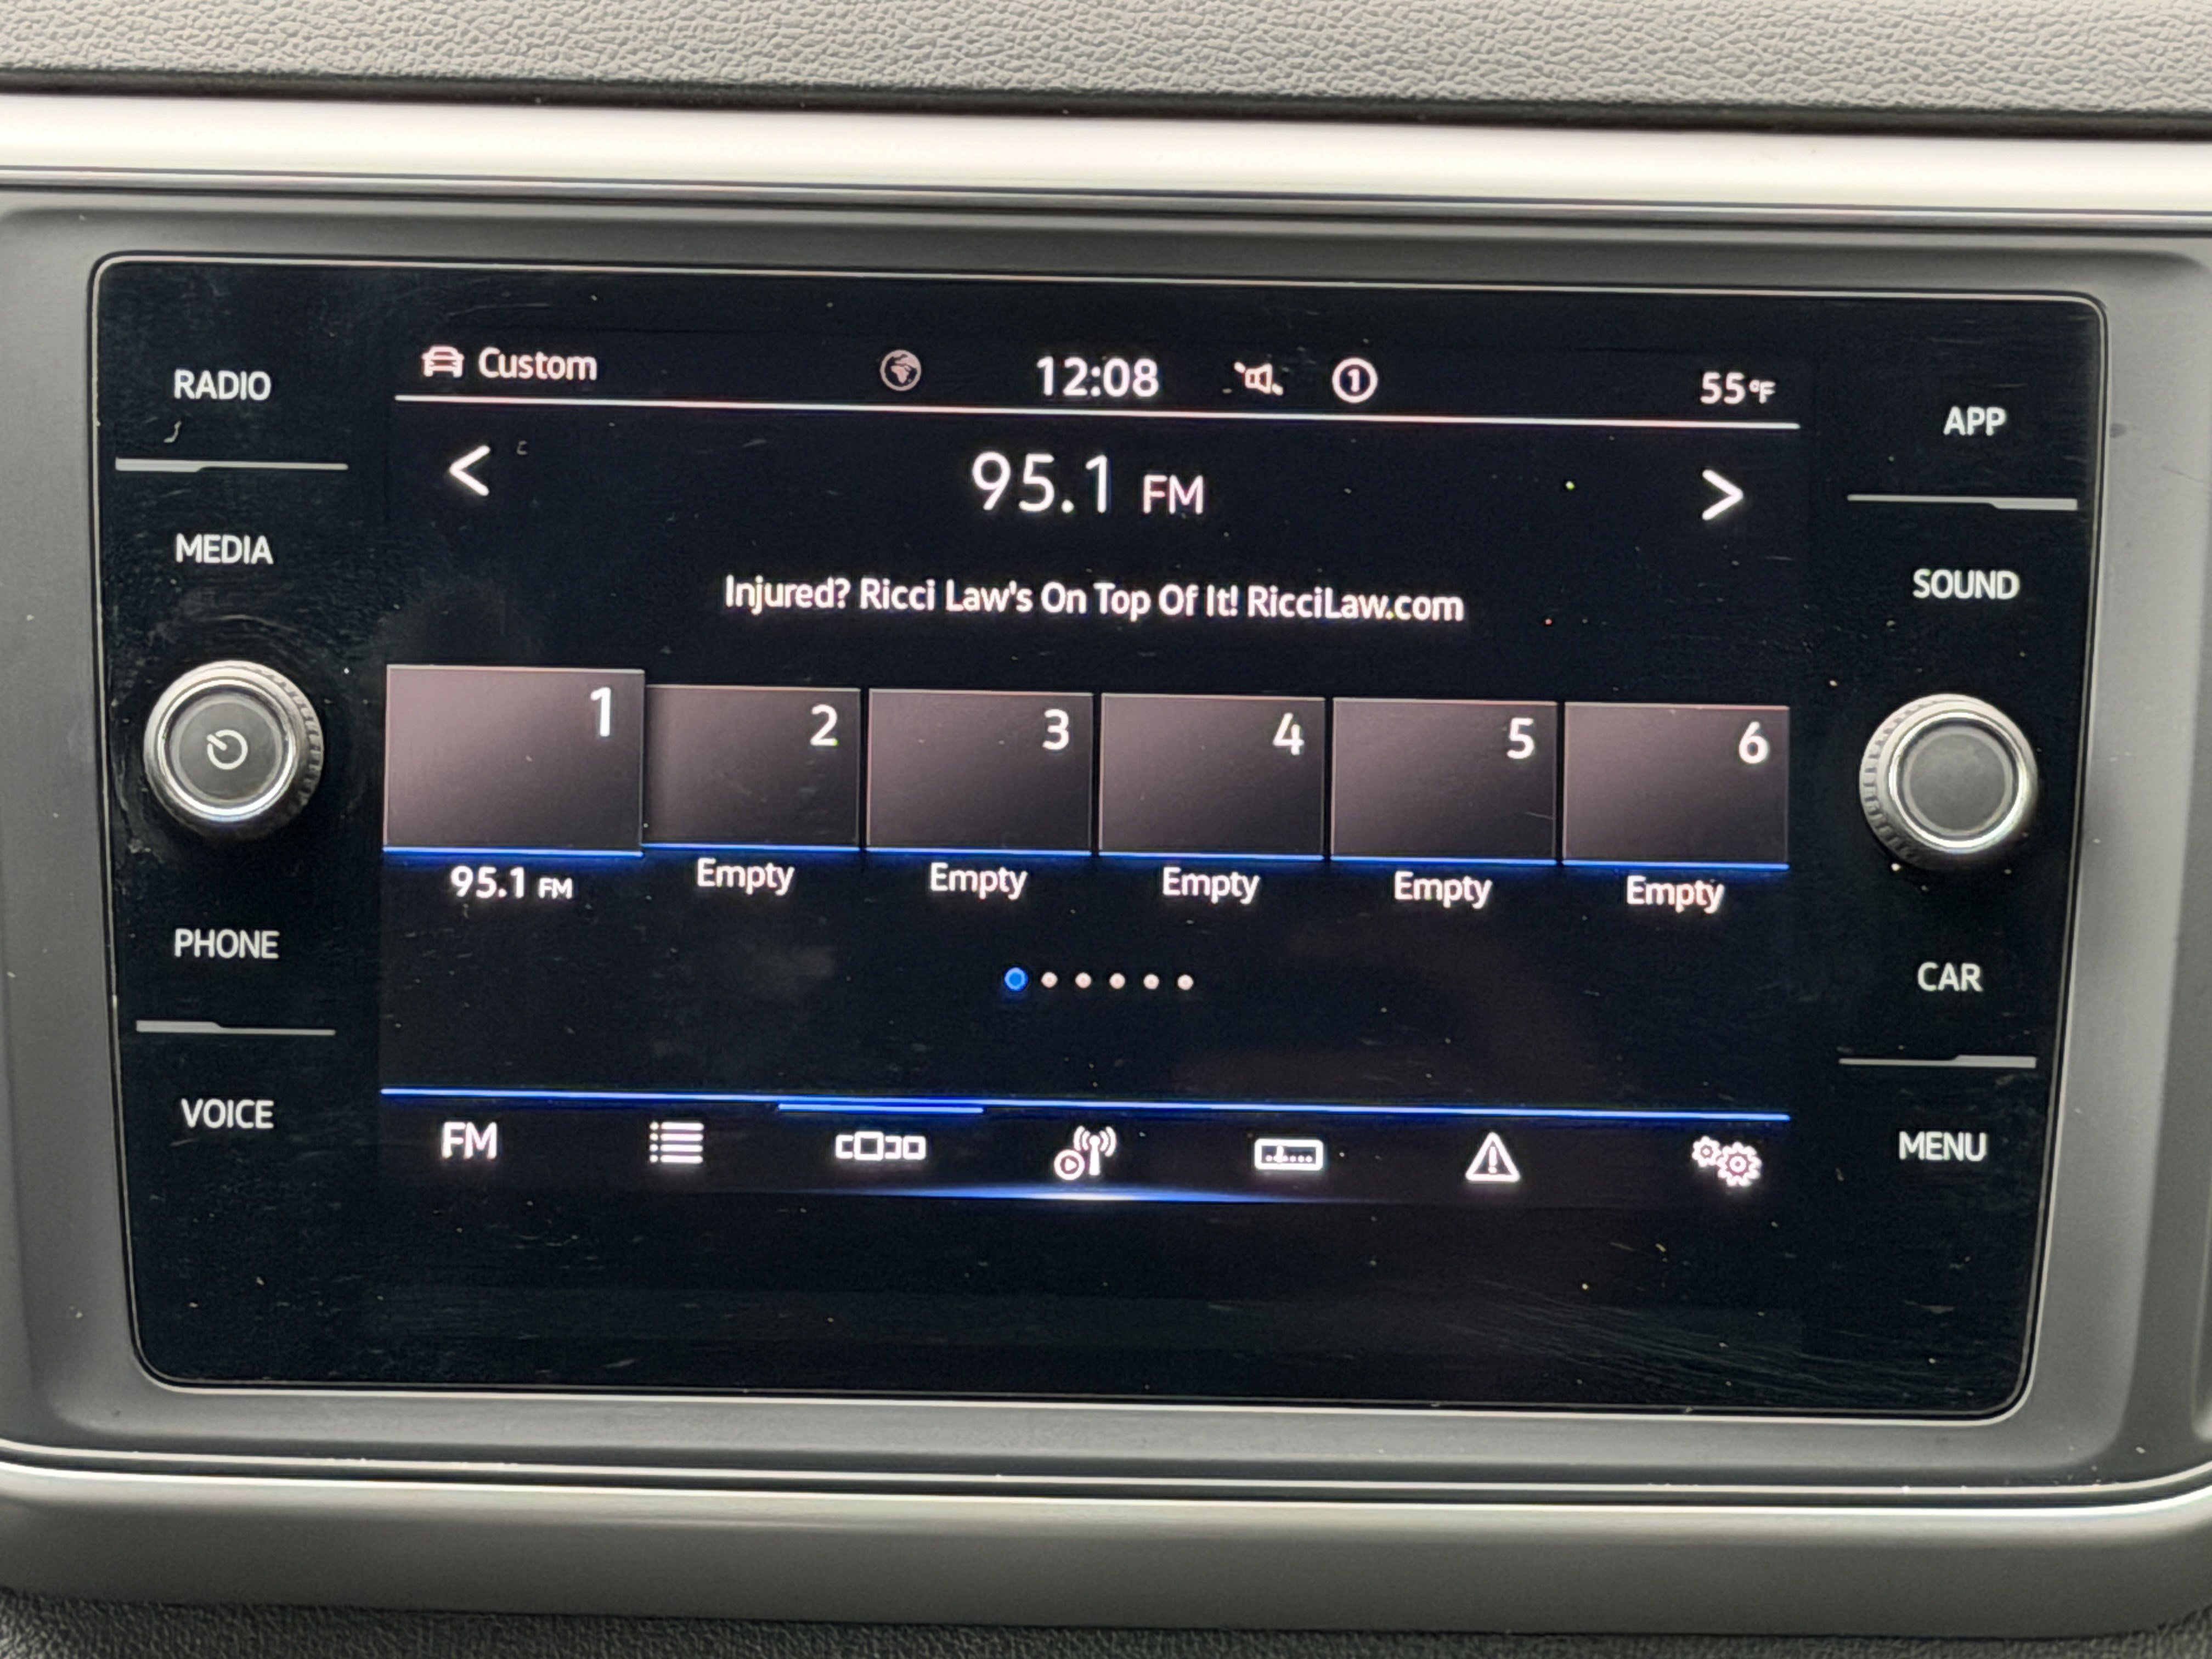 RADIO
MEDIA
PHONE
VOICE
Custom
12:08
1
55°F
95.1 FM
Injured? Ricci Law's On Top Of It! RicciLaw.com
1 2 3 4 5 6
95.1 FM Empty Empty Empty Empty Empty
FM
APP
SOUND
CAR
MENU